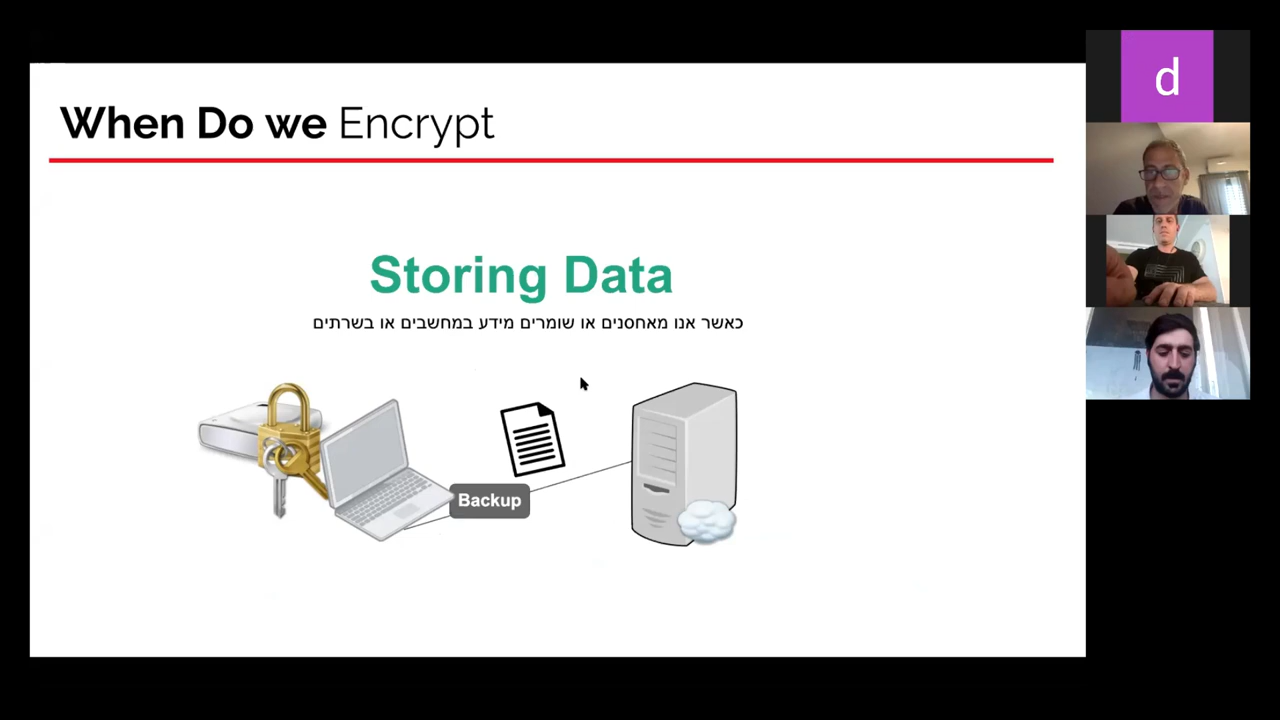 When Do we Encrypt
Storing Data
כאשר אנו מאחסנים או שומרים מידע במחשבים או בשרתים
Backup
d